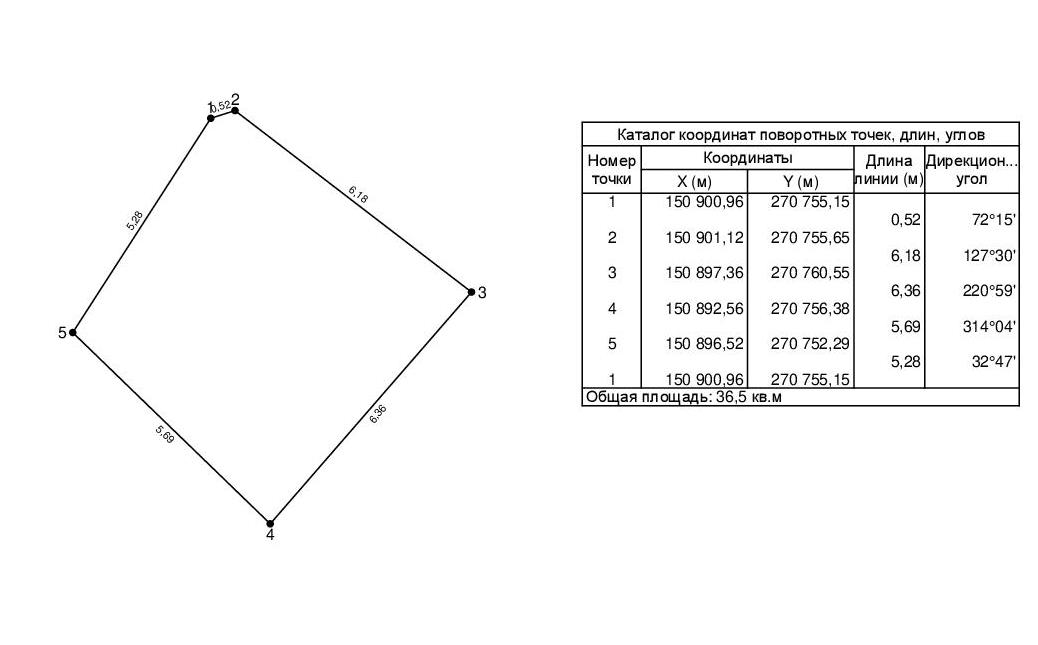 1
0,52
2
6,18
5,28
3
5
6,36
5,69
4
Каталог координат поворотных точек, длин, углов
Номер точки
Координаты
Длина линии (м)
Дирекцион... угол
X (м) Y (м)
1 150 900,96 270 755,15
0,52 72°15'
2 150 901,12 270 755,65
6,18 127°30'
3 150 897,36 270 760,55
6,36 220°59'
4 150 892,56 270 756,38
5,69 314°04'
5 150 896,52 270 752,29
5,28 32°47'
1 150 900,96 270 755,15
Общая площадь: 36,5 кв.м